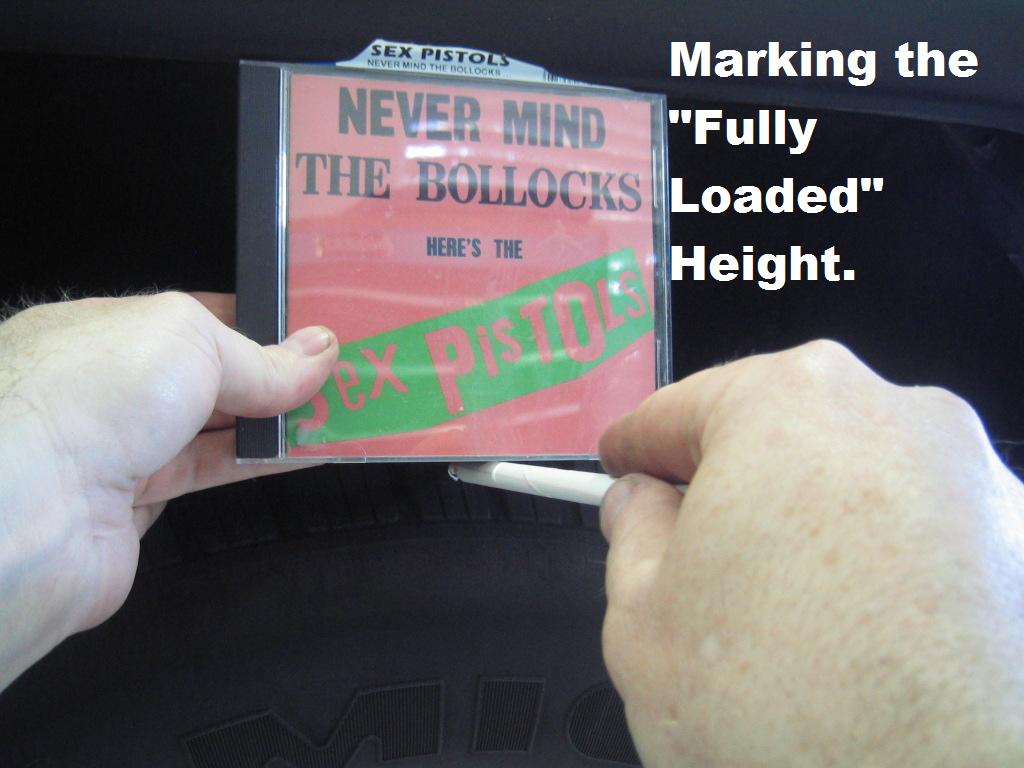 SEX PISTOLS
NEVER MIND THE BOLLOCKS...
NEVER MIND
THE BOLLOCKS
HERE'S THE
Sex PisTOLS
Marking the
"Fully
Loaded"
Height.
MIC